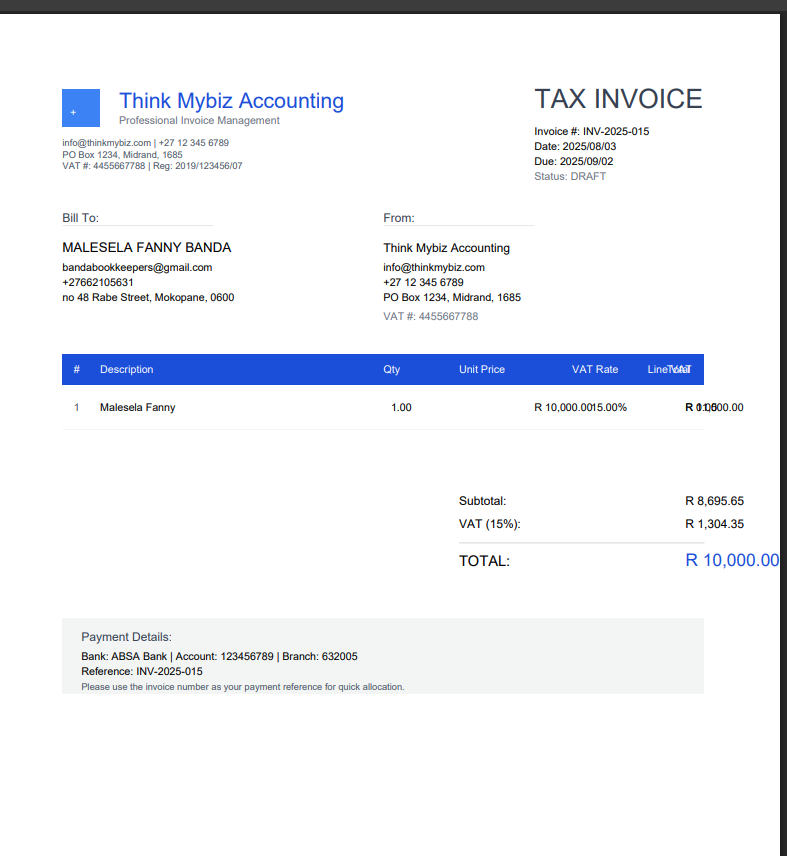 +
Think Mybiz Accounting
Professional Invoice Management
info@thinkmybiz.com | +27 12 345 6789
PO Box 1234, Midrand, 1685
VAT #: 4455667788 | Reg: 2019/123456/07
TAX INVOICE
Invoice #: INV-2025-015
Date: 2025/08/03
Due: 2025/09/02
Status: DRAFT
Bill To:
MALESELA FANNY BANDA
bandabookkeepers@gmail.com
+27662105631
no 48 Rabe Street, Mokopane, 0600
From:
Think Mybiz Accounting
info@thinkmybiz.com
+27 12 345 6789
PO Box 1234, Midrand, 1685
VAT #: 4455667788
# Description Qty Unit Price VAT Rate Line VAT
1 Malesela Fanny 1.00 R 10,000.00 15.00%
Subtotal: R 8,695.65
VAT (15%): R 1,304.35
TOTAL: R 10,000.00
Payment Details:
Bank: ABSA Bank | Account: 123456789 | Branch: 632005
Reference: INV-2025-015
Please use the invoice number as your payment reference for quick allocation.